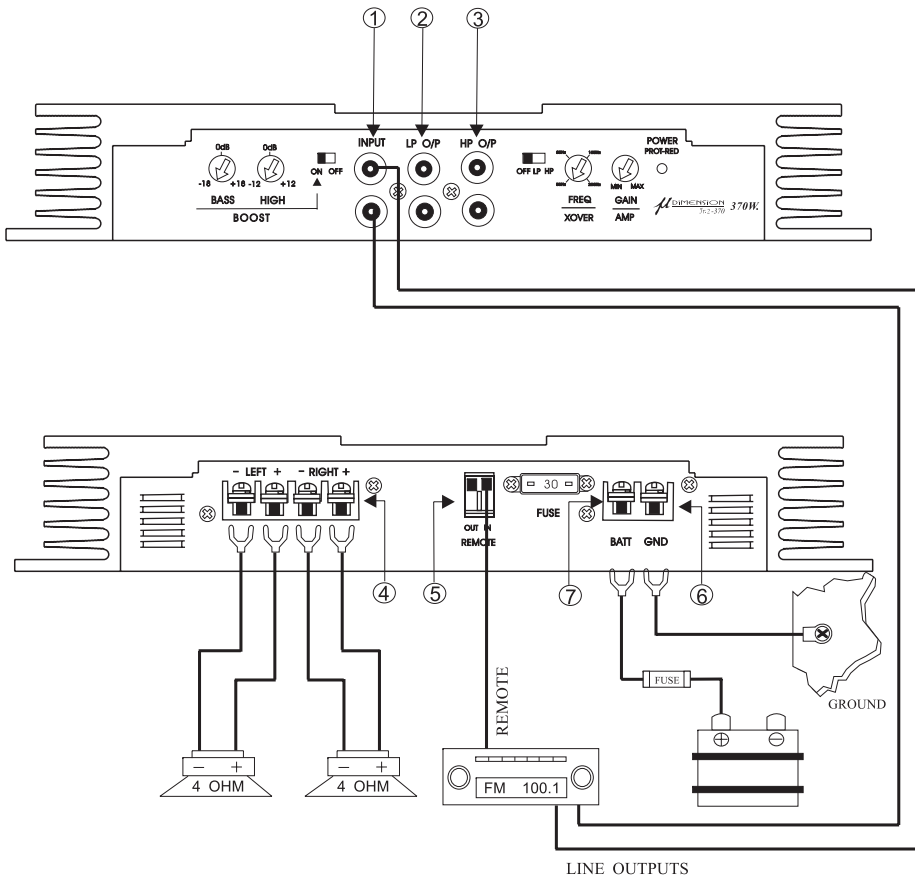 ① ② ③
INPUT LP O/P HP O/P
0dB 0dB
-18 +18 -12 +12
BASS HIGH
BOOST
ON OFF
OFF LP HP
FREQ
XOVER
MIN MAX
GAIN
AMP
POWER
PROT-RED
μ DIMENSION 370W.
- LEFT + - RIGHT +
30
FUSE
OUT IN
REMOTE
BATT GND
④ ⑤ ⑦ ⑥
REMOTE
FUSE
GROUND
- +
4 OHM
- +
4 OHM
FM 100.1
+ -
LINE OUTPUTS